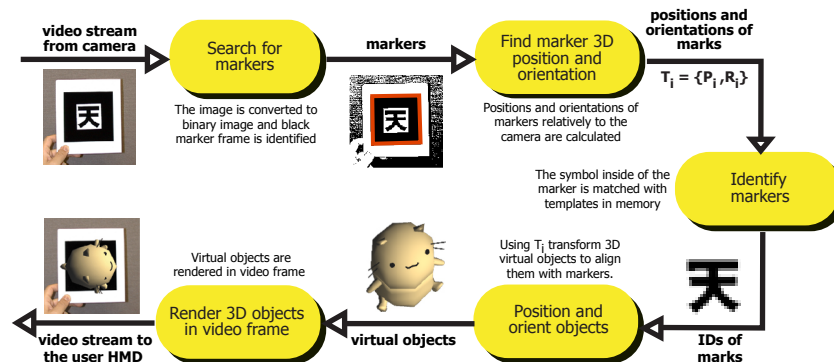 video stream
from camera
Search for
markers
The image is converted to
binary image and black
marker frame is identified
天
markers
天
Find marker 3D
position and
orientation
Positions and orientations of
markers relatively to the
camera are calculated
positions and
orientations of
marks
Ti = {Pi ,Ri}
The symbol inside of the
marker is matched with
templates in memory
Identify
markers
天
IDs of
marks
Using Ti transform 3D
virtual objects to align
them with markers.
Position and
orient objects
virtual objects
Virtual objects are
rendered in video frame
Render 3D objects
in video frame
video stream to
the user HMD